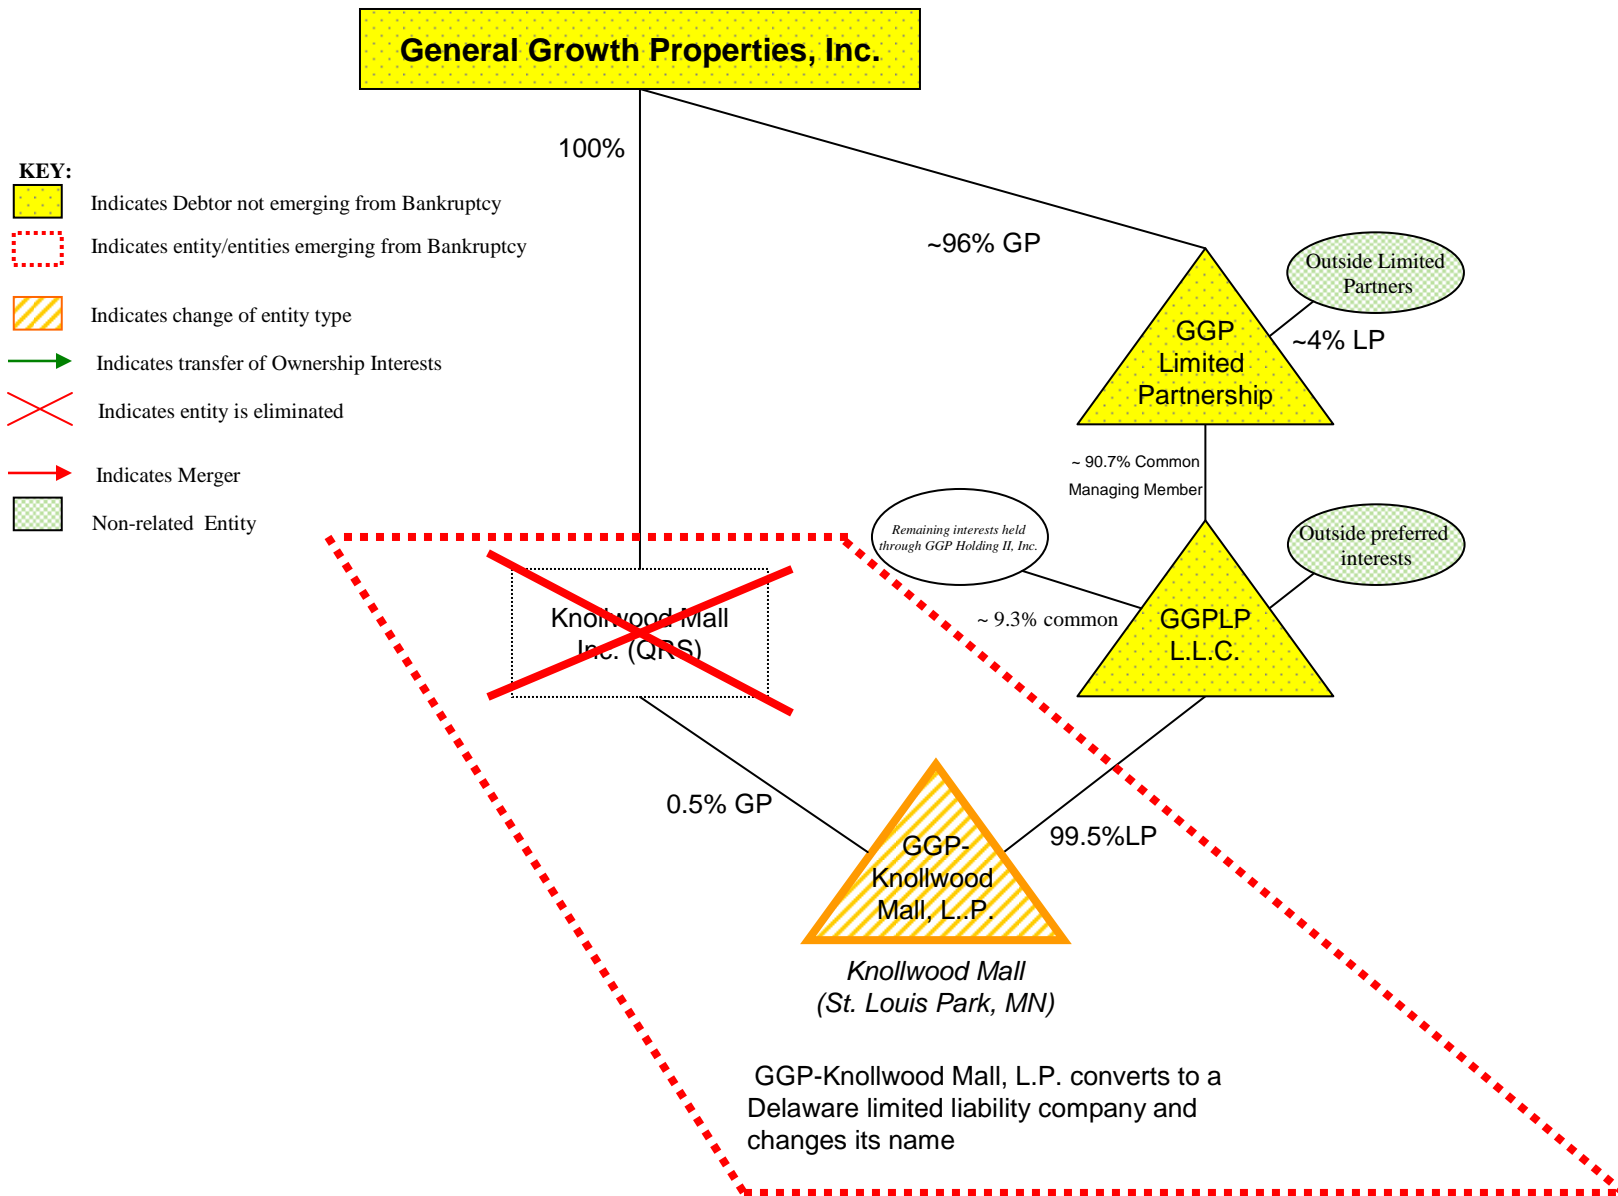 General Growth Properties, Inc.
100%
KEY:
Indicates Debtor not emerging from Bankruptcy
Indicates entity/entities emerging from Bankruptcy
Indicates change of entity type
Indicates transfer of Ownership Interests
Indicates entity is eliminated
Indicates Merger
Non-related Entity
~96% GP
Outside Limited
Partners
~4% LP
GGP
Limited
Partnership
~ 90.7% Common
Managing Member
Remaining interests held
through GGP Holding II, Inc.
~ 9.3% common
Outside preferred
interests
GGPLP
L.L.C.
Knollwood Mall
Inc. (QRS)
0.5% GP
99.5%LP
GGP-
Knollwood
Mall, L..P.
Knollwood Mall
(St. Louis Park, MN)
GGP-Knollwood Mall, L.P. converts to a
Delaware limited liability company and
changes its name